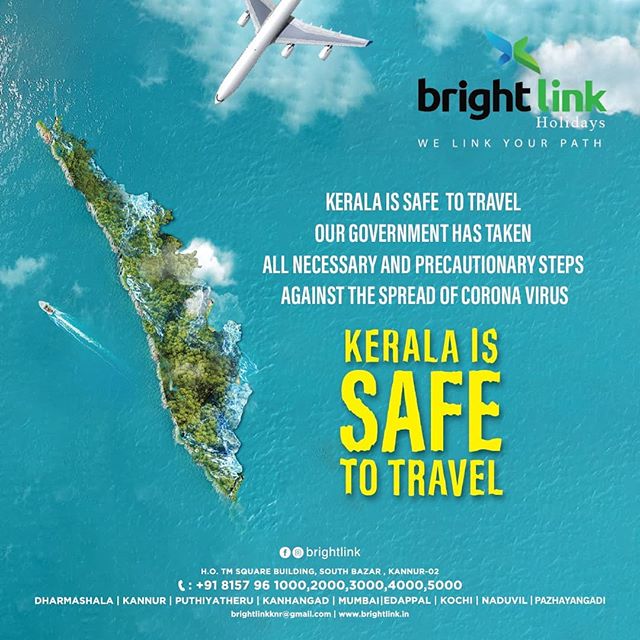 bright link
Holidays
WE LINK YOUR PATH
KERALA IS SAFE TO TRAVEL
OUR GOVERNMENT HAS TAKEN
ALL NECESSARY AND PRECAUTIONARY STEPS
AGAINST THE SPREAD OF CORONA VIRUS
KERALA IS
SAFE
TO TRAVEL
brightlink
H.O. TM SQUARE BUILDING, SOUTH BAZAR , KANNUR-02
: +91 8157 96 1000,2000,3000,4000,5000
DHARMASHALA | KANNUR | PUTHIYATHERU | KANHANGAD | MUMBAI|EDAPPAL | KOCHI | NADUVIL | PAZHAYANGADI
brightlinkknr@gmail.com | www.brightlink.in